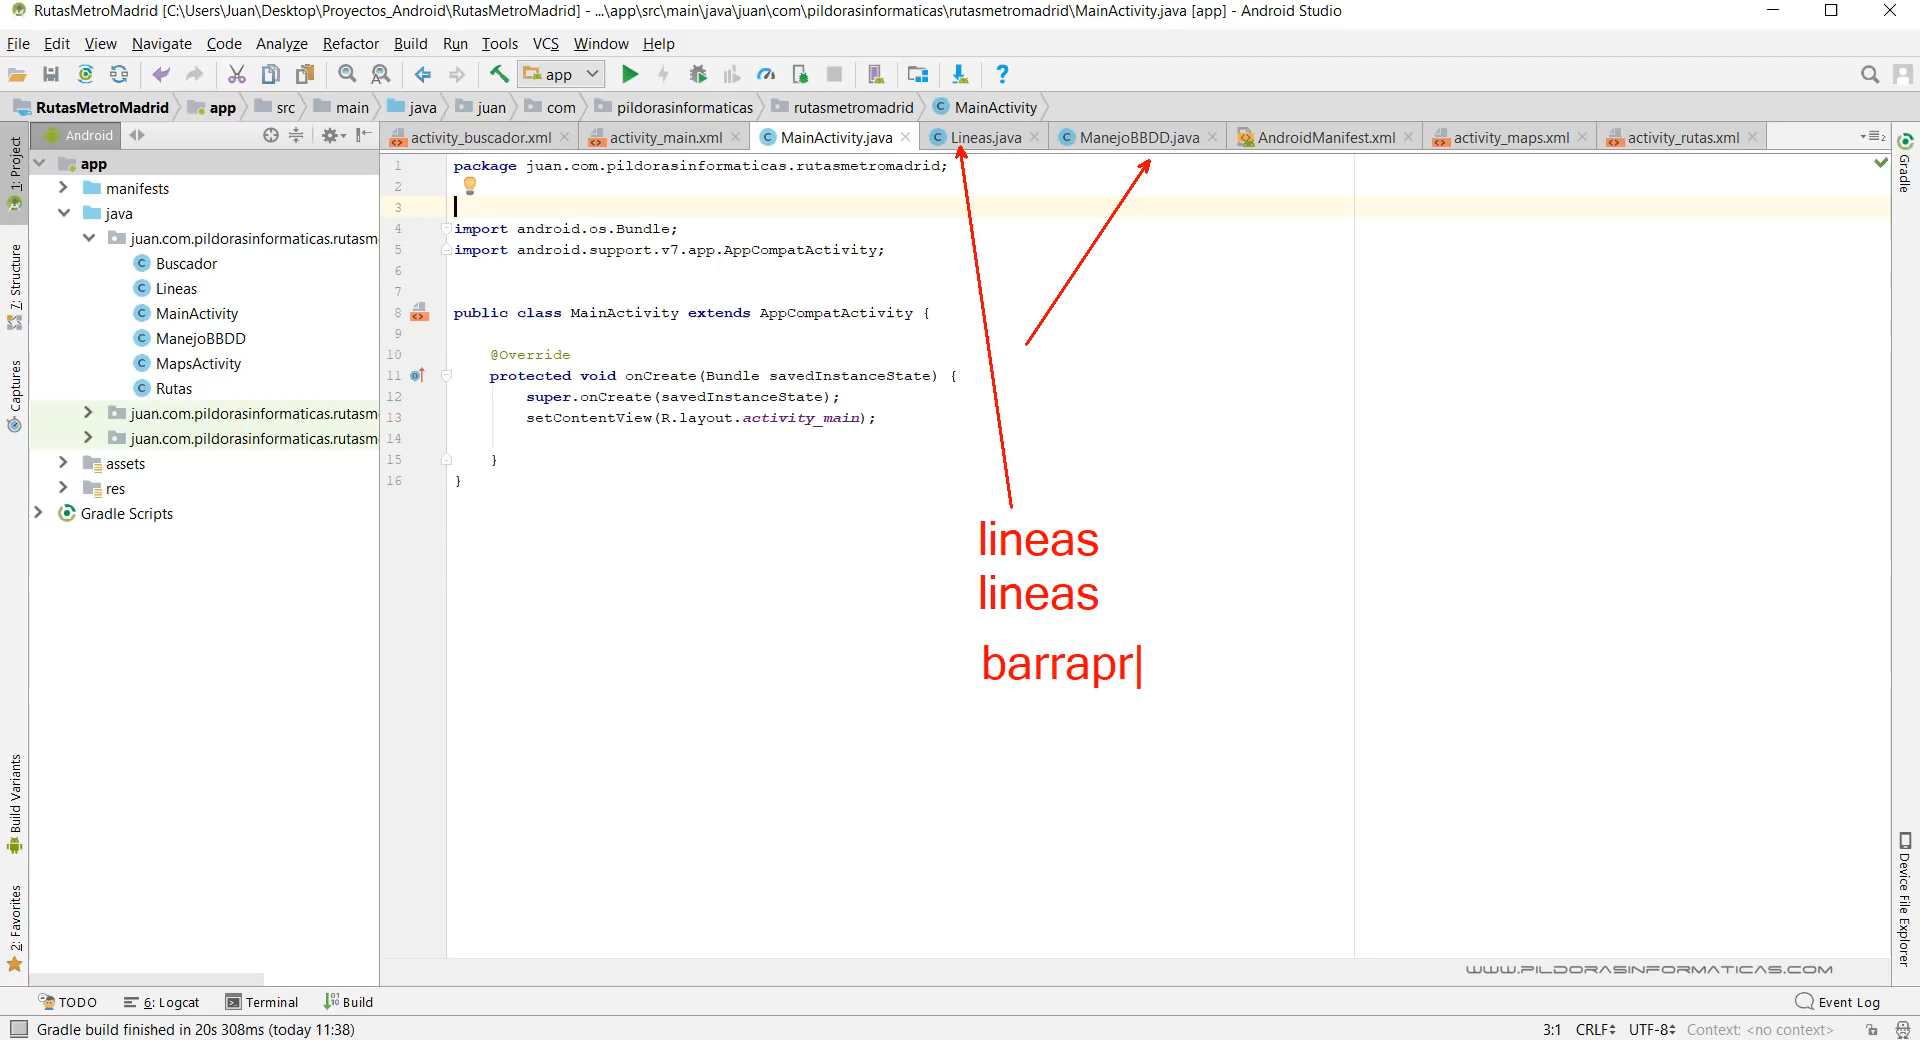 RutasMetroMadrid [C:\Users\Juan\Desktop\Proyectos_Android\RutasMetroMadrid] - ...\app\src\main\java\juan\com\pildorasinformaticas\rutasmetromadrid\MainActivity.java [app] - Android Studio
File Edit View Navigate Code Analyze Refactor Build Run Tools VCS Window Help
app
RutasMetroMadrid app src main java juan com pildorasinformaticas rutasmetromadrid MainActivity
Android
activity_buscador.xml activity_main.xml MainActivity.java Lineas.java ManejoBBDD.java AndroidManifest.xml activity_maps.xml activity_rutas.xml
1: Project
7: Structure
Captures
Build Variants
2: Favorites
app
manifests
java
juan.com.pildorasinformaticas.rutasm
Buscador
Lineas
MainActivity
ManejoBBDD
MapsActivity
Rutas
juan.com.pildorasinformaticas.rutasm
juan.com.pildorasinformaticas.rutasm
assets
res
Gradle Scripts
1 package juan.com.pildorasinformaticas.rutasmetromadrid;
2
3
4 import android.os.Bundle;
5 import android.support.v7.app.AppCompatActivity;
6
7
8 public class MainActivity extends AppCompatActivity {
9
10 @Override
11 protected void onCreate(Bundle savedInstanceState) {
12 super.onCreate(savedInstanceState);
13 setContentView(R.layout.activity_main);
14
15 }
16 }
lineas
lineas
barrapr
Gradle
Device File Explorer
WWW.PILDORASINFORMATICAS.COM
TODO 6: Logcat Terminal Build Event Log
Gradle build finished in 20s 308ms (today 11:38) 3:1 CRLF UTF-8 Context: <no context>